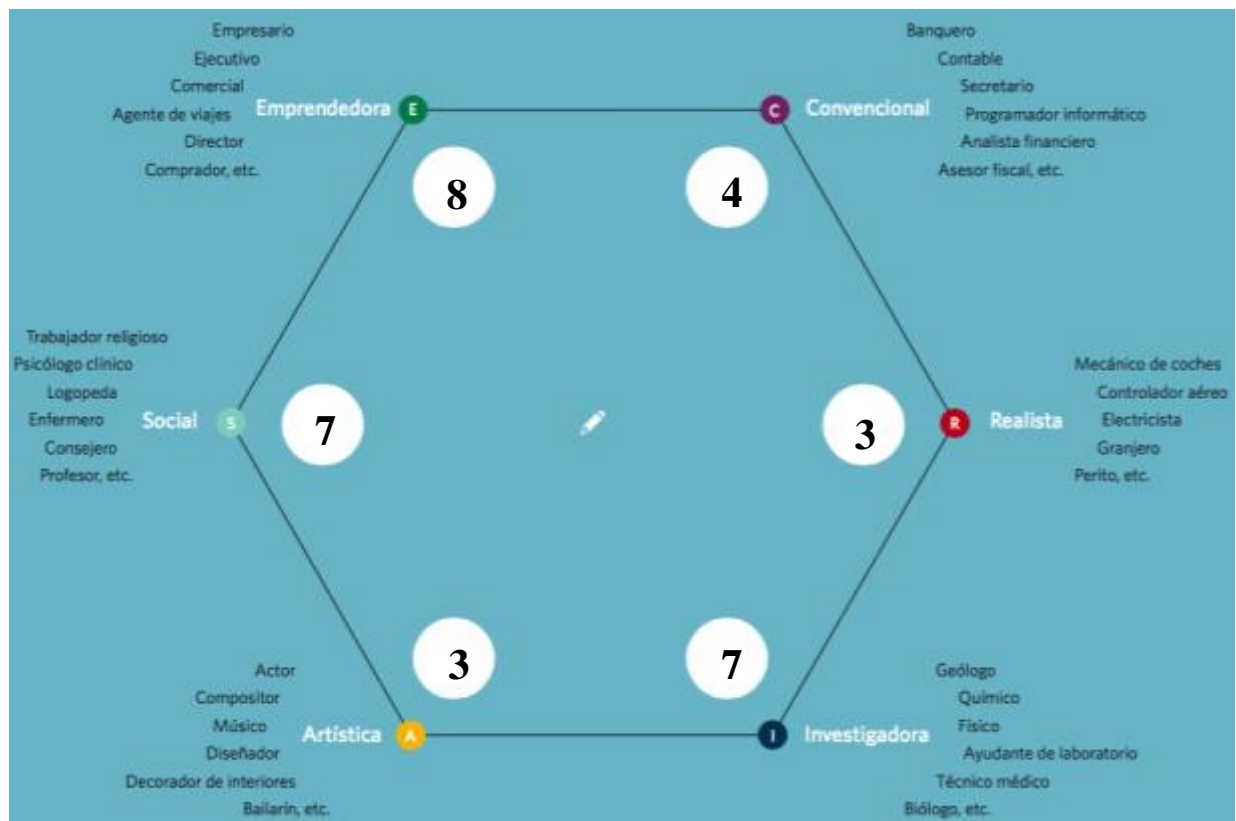 Empresario
Ejecutivo
Comercial
Agente de viajes
Director
Comprador, etc.
Emprendedora
E
8
Banquero
Contable
Secretario
Programador informático
Analista financiero
Asesor fiscal, etc.
C
Convencional
4
Trabajador religioso
Psicólogo clínico
Logopeda
Enfermero
Consejero
Profesor, etc.
Social
S
7
Mecánico de coches
Controlador aéreo
Electricista
Granjero
Perito, etc.
3
R
Realista
Actor
Compositor
Músico
Diseñador
Decorador de interiores
Bailarín, etc.
Artística
A
3
Geólogo
Químico
Físico
Ayudante de laboratorio
Técnico médico
Biólogo, etc.
7
I
Investigadora